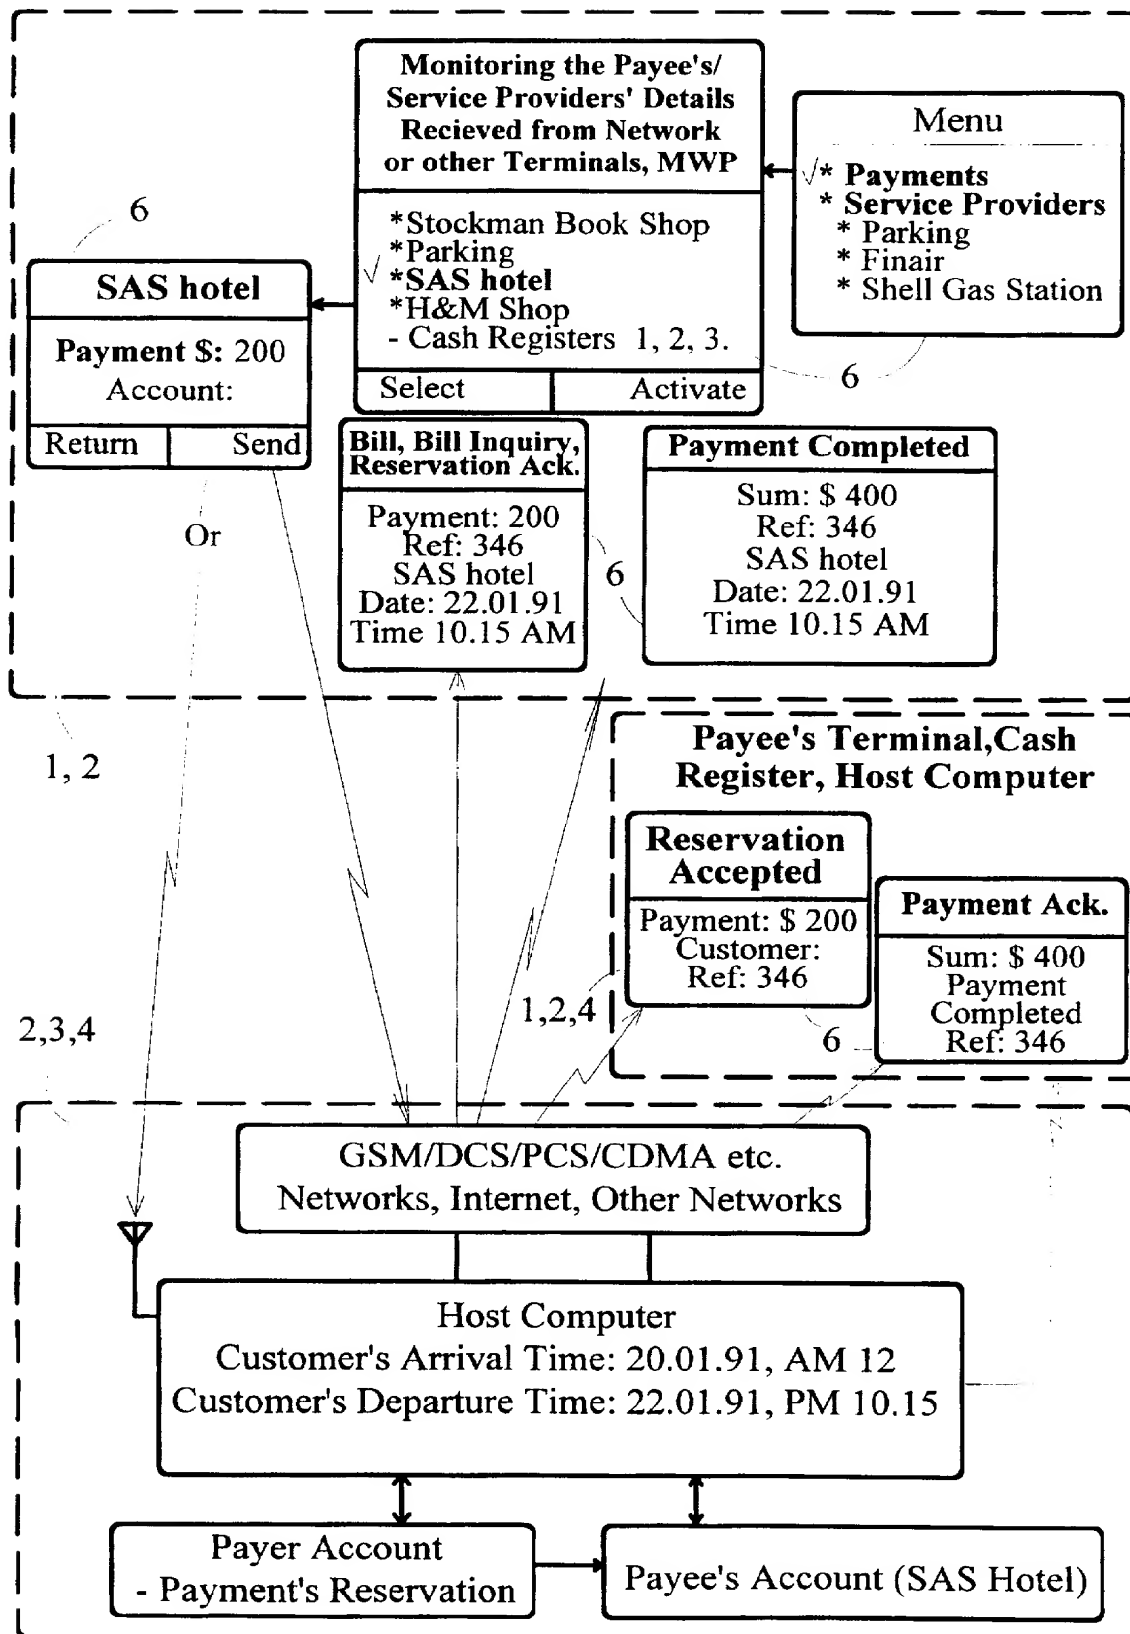 Monitoring the Payee's/
Service Providers' Details
Recieved from Network
or other Terminals, MWP
*Stockman Book Shop
*Parking
*SAS hotel
*H&M Shop
- Cash Registers 1, 2, 3.
Select Activate
Menu
* Payments
* Service Providers
* Parking
* Finair
* Shell Gas Station
6
6
SAS hotel
Payment $: 200
Account:
Return Send
Or
Bill, Bill Inquiry,
Reservation Ack.
Payment: 200
Ref: 346
SAS hotel
Date: 22.01.91
Time 10.15 AM
6
Payment Completed
Sum: $ 400
Ref: 346
SAS hotel
Date: 22.01.91
Time 10.15 AM
1, 2
Payee's Terminal,Cash
Register, Host Computer
Reservation
Accepted
Payment: $ 200
Customer:
Ref: 346
Payment Ack.
Sum: $ 400
Payment
Completed
Ref: 346
1,2,4
6
2,3,4
GSM/DCS/PCS/CDMA etc.
Networks, Internet, Other Networks
Host Computer
Customer's Arrival Time: 20.01.91, AM 12
Customer's Departure Time: 22.01.91, PM 10.15
Payer Account
- Payment's Reservation
Payee's Account (SAS Hotel)